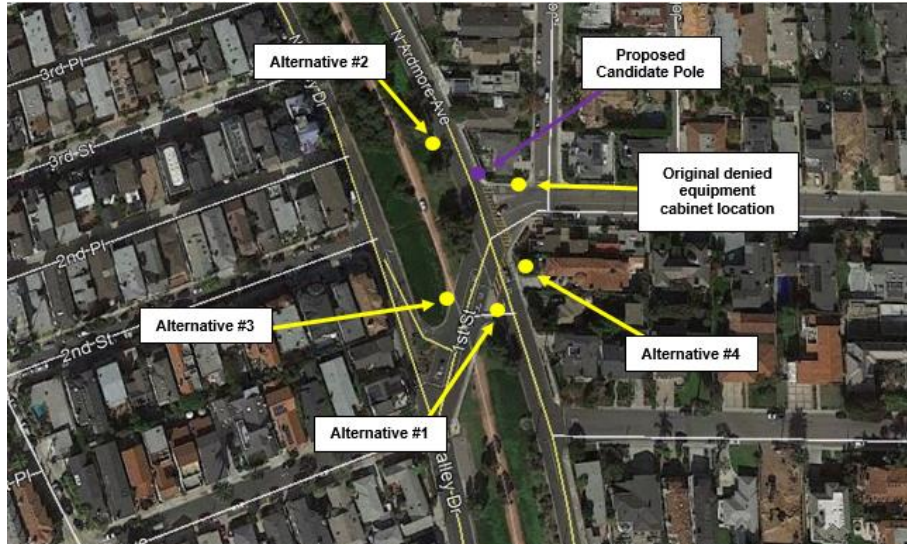 3rd Pl
3rd St
2nd Pl
2nd St
N Ardmore Ave
1st St
alley Dr
Alternative #2
Proposed
Candidate Pole
Original denied
equipment
cabinet location
Alternative #3
Alternative #4
Alternative #1